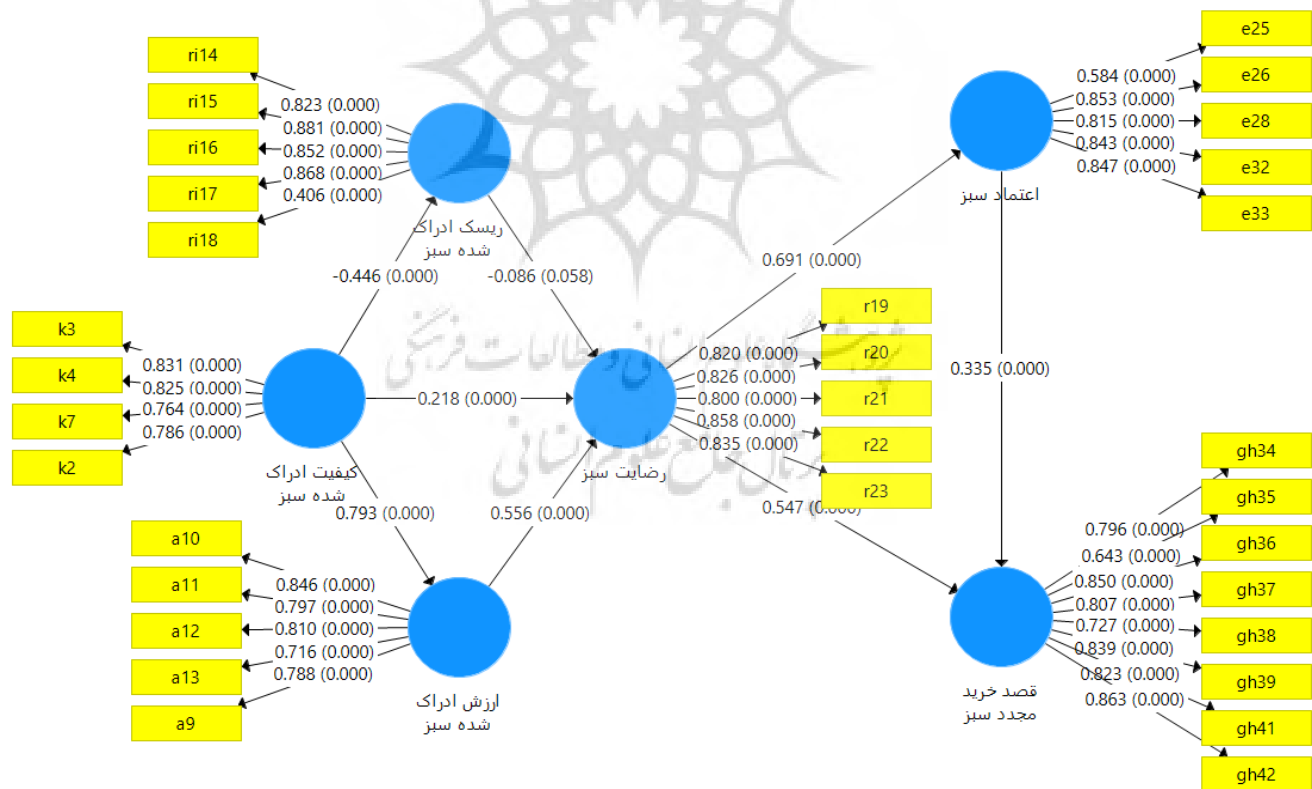 ri14
ri15
ri16
ri17
ri18
0.823 (0.000)
0.881 (0.000)
0.852 (0.000)
0.868 (0.000)
0.406 (0.000)
ریسک ادراک
شده سبز
-0.446 (0.000)
-0.086 (0.058)
k3
k4
k7
k2
0.831 (0.000)
0.825 (0.000)
0.764 (0.000)
0.786 (0.000)
کیفیت ادراک
شده سبز
0.218 (0.000)
0.793 (0.000)
0.556 (0.000)
a10
a11
a12
a13
a9
0.846 (0.000)
0.797 (0.000)
0.810 (0.000)
0.716 (0.000)
0.788 (0.000)
ارزش ادراک
شده سبز
رضایت سبز
0.820 (0.000)
0.826 (0.000)
0.800 (0.000)
0.858 (0.000)
0.835 (0.000)
r19
r20
r21
r22
r23
0.691 (0.000)
0.547 (0.000)
اعتماد سبز
0.584 (0.000)
0.853 (0.000)
0.815 (0.000)
0.843 (0.000)
0.847 (0.000)
e25
e26
e28
e32
e33
0.335 (0.000)
قصد خرید
مجدد سبز
0.796 (0.000)
0.643 (0.000)
0.850 (0.000)
0.807 (0.000)
0.727 (0.000)
0.839 (0.000)
0.823 (0.000)
0.863 (0.000)
gh34
gh35
gh36
gh37
gh38
gh39
gh41
gh42
پژوهشگاه علوم انسانی و مطالعات فرهنگی
پرتال جامع علوم انسانی